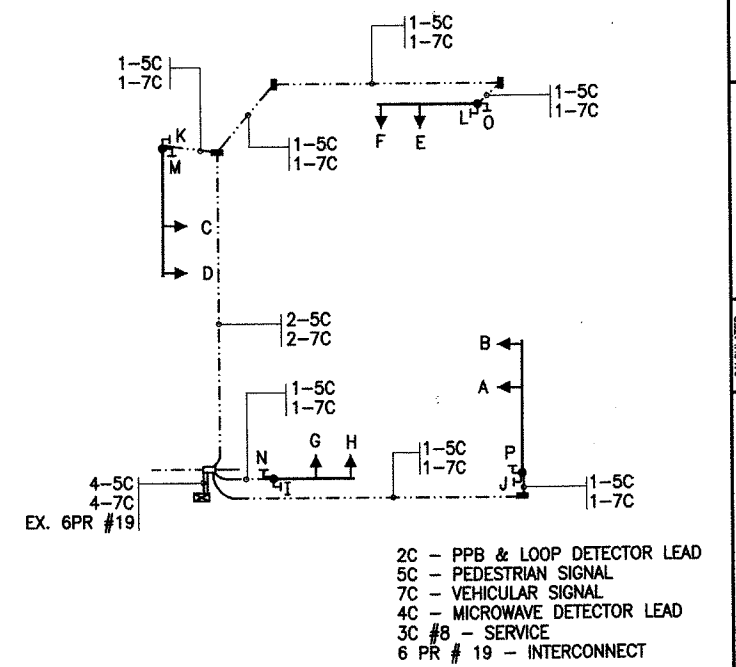 1-5C
1-7C
1-5C
1-7C
1-5C
1-7C
L
O
F
E
1-5C
1-7C
K
M
C
D
2-5C
2-7C
B
A
1-5C
1-7C
G
H
N
I
1-5C
1-7C
P
J
1-5C
1-7C
4-5C
4-7C
EX. 6PR #19
2C - PPB & LOOP DETECTOR LEAD
5C - PEDESTRIAN SIGNAL
7C - VEHICULAR SIGNAL
4C - MICROWAVE DETECTOR LEAD
3C #8 - SERVICE
6 PR # 19 - INTERCONNECT